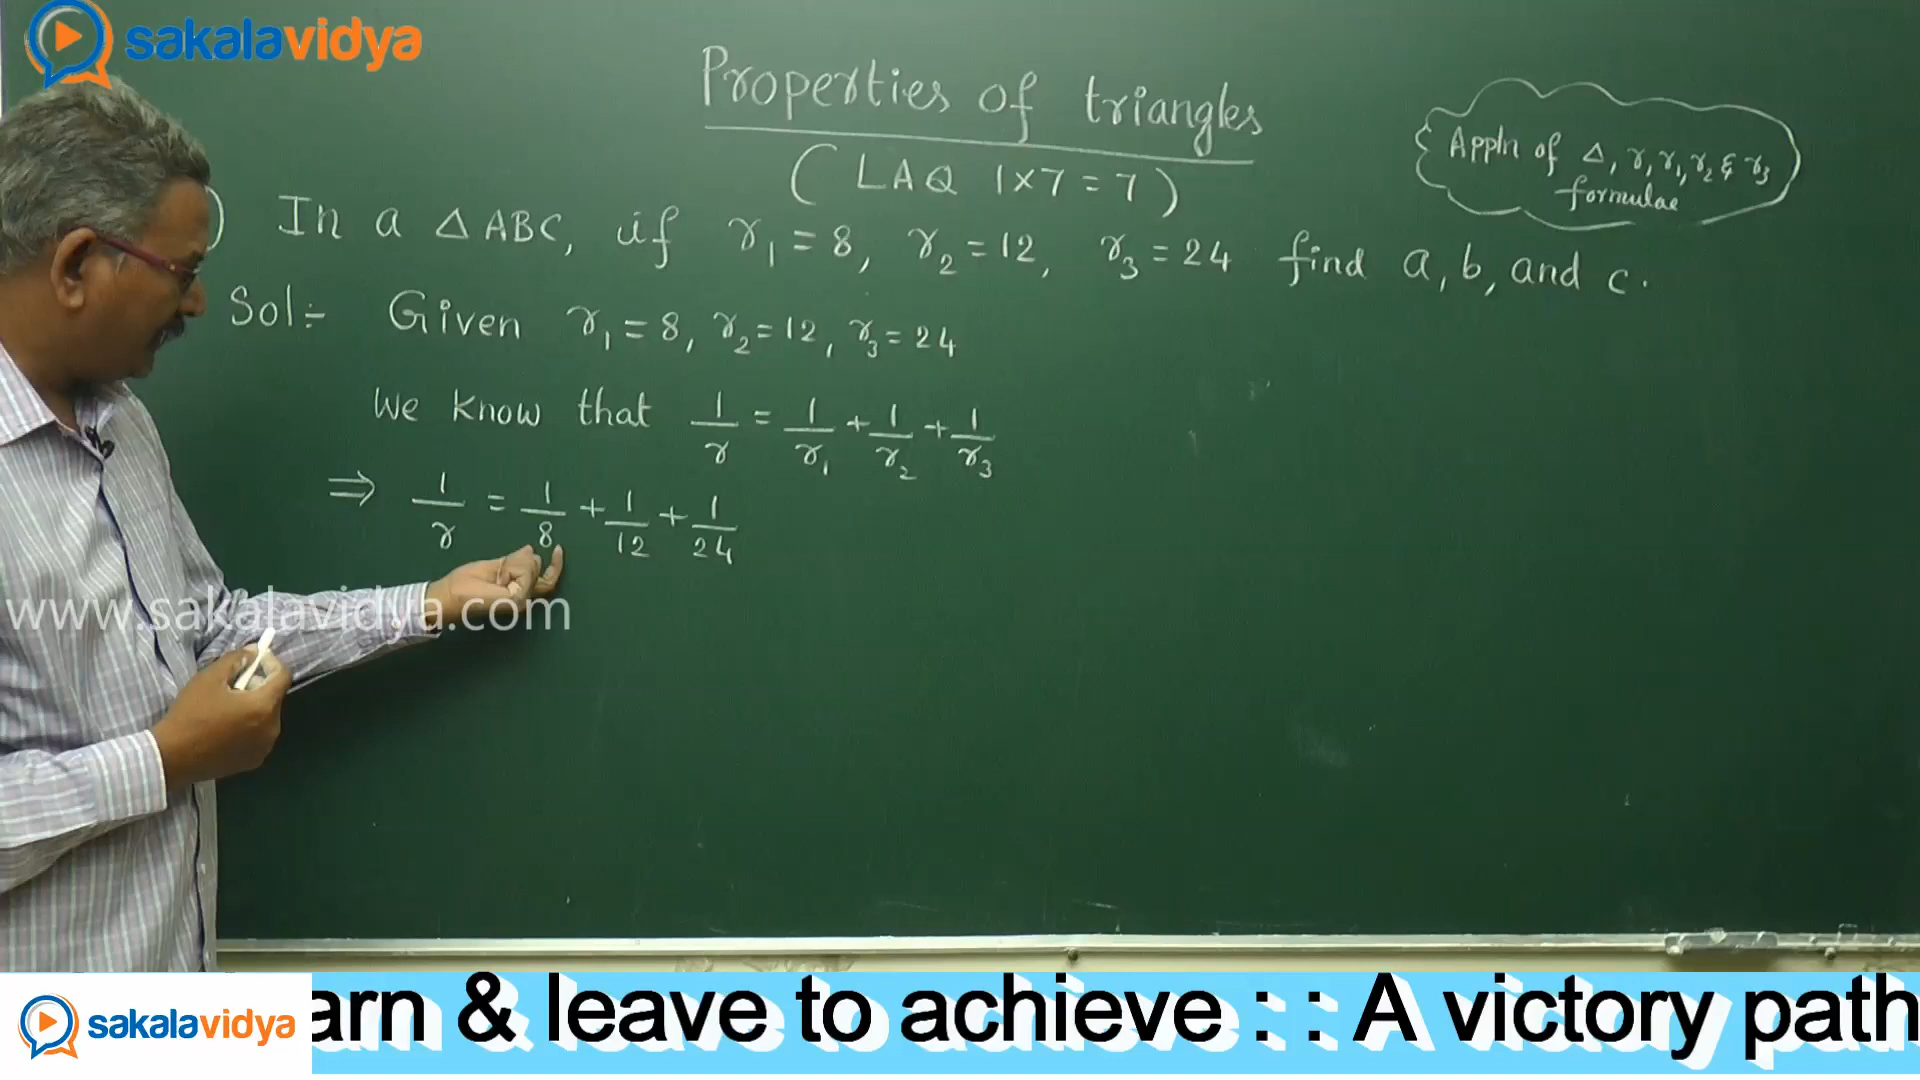 sakalavidya
Properties of triangles
(LAQ 1×7=7)
Appln of Δ, r, r₁, r₂ & r₃
formulae
) In a △ ABC, if r₁ = 8, r₂ = 12, r₃ = 24 find a, b, and c.
Sol:- Given r₁ = 8, r₂ = 12, r₃ = 24
We know that 1/r = 1/r₁ + 1/r₂ + 1/r₃
⇒ 1/r = 1/8 + 1/12 + 1/24
www.sakalavidya.com
sakalavidya
arn & leave to achieve : : A victory path